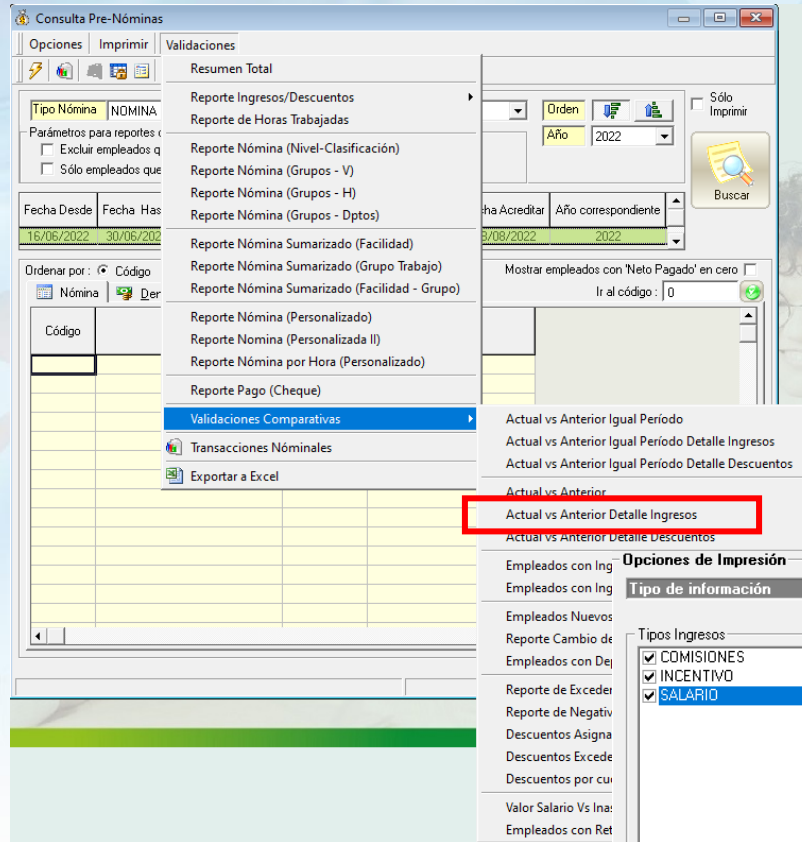 Consulta Pre-Nóminas
Opciones Imprimir Validaciones
Resumen Total
Reporte Ingresos/Descuentos
Reporte de Horas Trabajadas
Reporte Nómina (Nivel-Clasificación)
Reporte Nómina (Grupos - V)
Reporte Nómina (Grupos - H)
Reporte Nómina (Grupos - Dptos)
Reporte Nómina Sumarizado (Facilidad)
Reporte Nómina Sumarizado (Grupo Trabajo)
Reporte Nómina Sumarizado (Facilidad - Grupo)
Reporte Nómina (Personalizado)
Reporte Nomina (Personalizada II)
Reporte Nómina por Hora (Personalizado)
Reporte Pago (Cheque)
Validaciones Comparativas
Transacciones Nóminales
Exportar a Excel
Tipo Nómina NOMINA
Orden
Sólo
Imprimir
Parámetros para reportes
Año 2022
Excluir empleados q
Sólo empleados que
Buscar
Fecha Desde Fecha Has
ha Acreditar Año correspondiente
16/06/2022 30/06/202
8/08/2022 2022
Ordenar por : Código
Mostrar empleados con 'Neto Pagado' en cero
Nómina Der
Ir al código : 0
Código
Actual vs Anterior Igual Período
Actual vs Anterior Igual Período Detalle Ingresos
Actual vs Anterior Igual Período Detalle Descuentos
Actual vs Anterior
Actual vs Anterior Detalle Ingresos
Actual vs Anterior Detalle Descuentos
Empleados con Ing
Empleados con Ing
Empleados Nuevos
Reporte Cambio de
Empleados con De
Reporte de Exceder
Reporte de Negativ
Descuentos Asigna
Descuentos Excede
Descuentos por cu
Valor Salario Vs Ina
Empleados con Ret
Opciones de Impresión
Tipo de información
Tipos Ingresos
COMISIONES
INCENTIVO
SALARIO